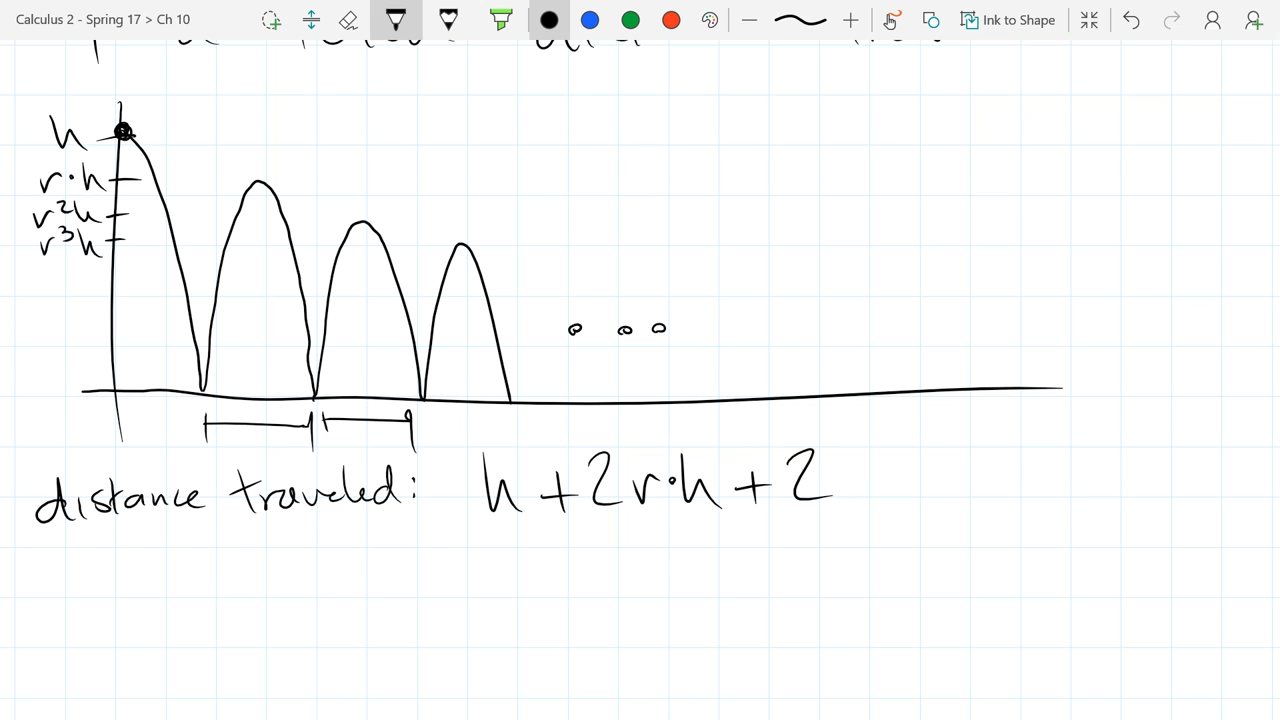 Calculus 2 - Spring 17 > Ch 10
Ink to Shape
h
r·h
r²h
r³h
distance traveled: h + 2r·h + 2